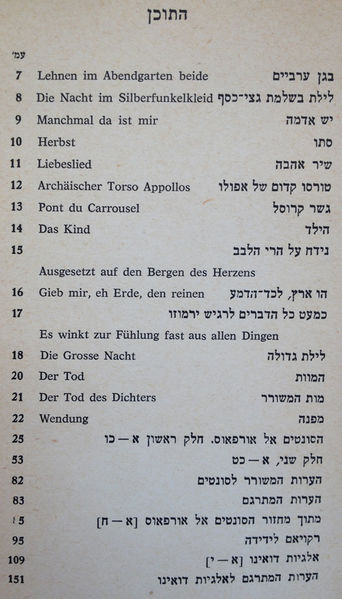 התוכן
עמ'
7 Lehnen im Abendgarten beide בגן ערביים
8 Die Nacht im Silberfunkelkleid לילת בשלמת גצי־כסף
9 Manchmal da ist mir יש אדמה
10 Herbst סתו
11 Liebeslied שיר אהבה
12 Archäischer Torso Appollos טורסו קדום של אפולו
13 Pont du Carrousel גשר קרוסל
14 Das Kind הילד
15 נידח על הרי הלבב
Ausgesetzt auf den Bergen des Herzens
16 Gieb mir, eh Erde, den reinen הו ארץ, לכד־הדמע
17 כמעט כל הדברים לרגיש ירמוזו
Es winkt zur Fühlung fast aus allen Dingen
18 Die Grosse Nacht לילת גדולה
20 Der Tod המוות
21 Der Tod des Dichters מות המשורר
22 Wendung מפנה
25 הסונטים אל אורפאוס. חלק ראשון א — כו
53 חלק שני, א — כט
82 הערות המשורר לסונטים
83 הערות המתרגם
5 מתוך מחזור הסונטים אל אורפאוס [א — ח]
95 רקויאם לידידה
109 אלגיות דואינו [א — י]
151 הערות המתרגם לאלגיות דואינו